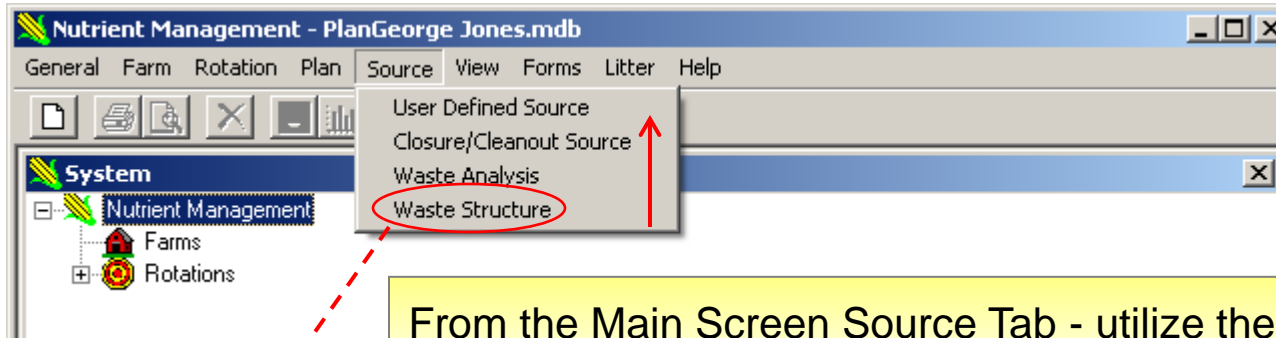 Nutrient Management - PlanGeorge Jones.mdb
General Farm Rotation Plan Source View Forms Litter Help
User Defined Source
Closure/Cleanout Source
Waste Analysis
Waste Structure
System
Nutrient Management
Farms
Rotations
From the Main Screen Source Tab - utilize the